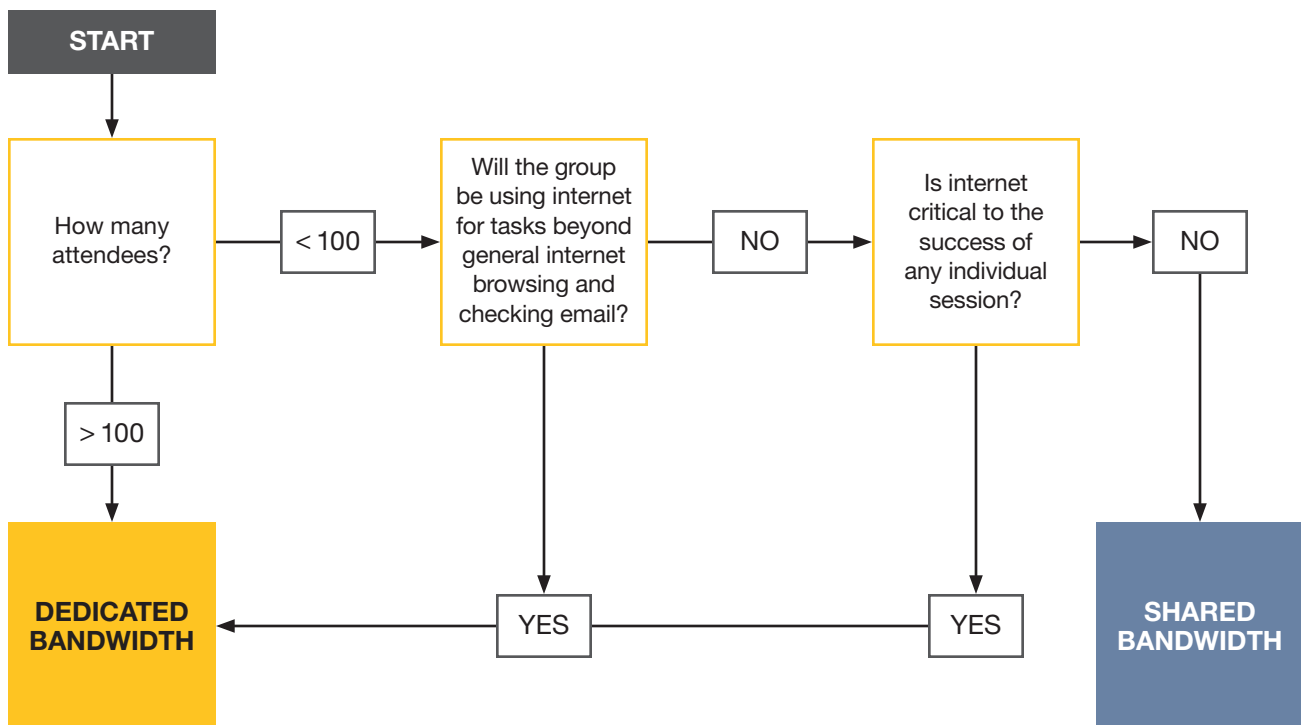 START
How many
attendees?
< 100
Will the group
be using internet
for tasks beyond
general internet
browsing and
checking email?
NO
Is internet
critical to the
success of
any individual
session?
NO
> 100
DEDICATED
BANDWIDTH
YES
YES
SHARED
BANDWIDTH